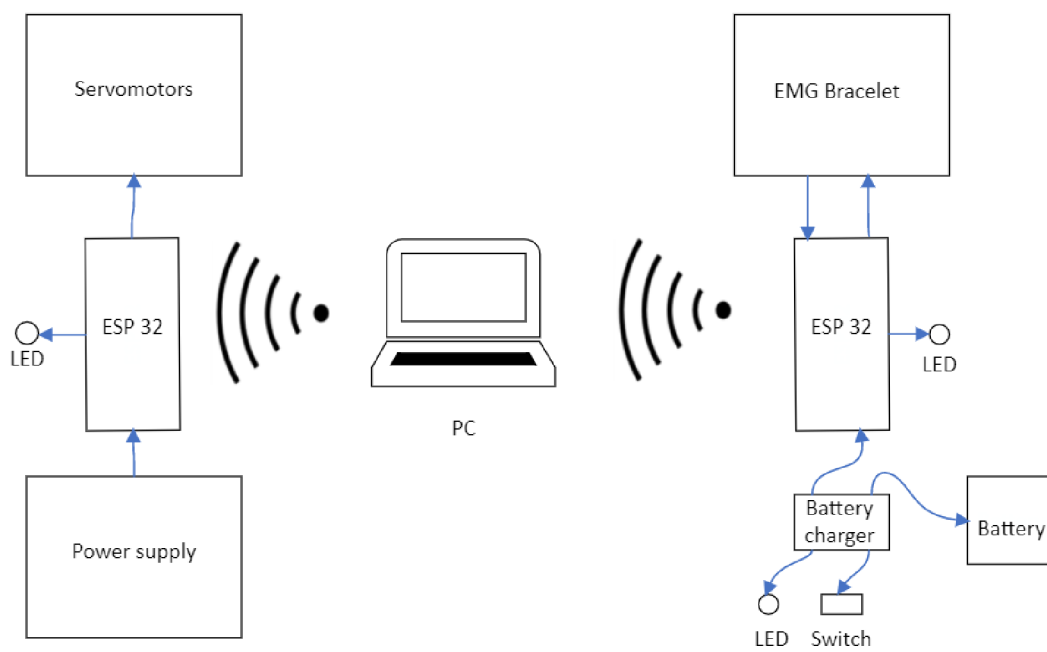 Servomotors
EMG Bracelet
ESP 32
LED
PC
ESP 32
LED
Power supply
Battery
charger
Battery
LED
Switch